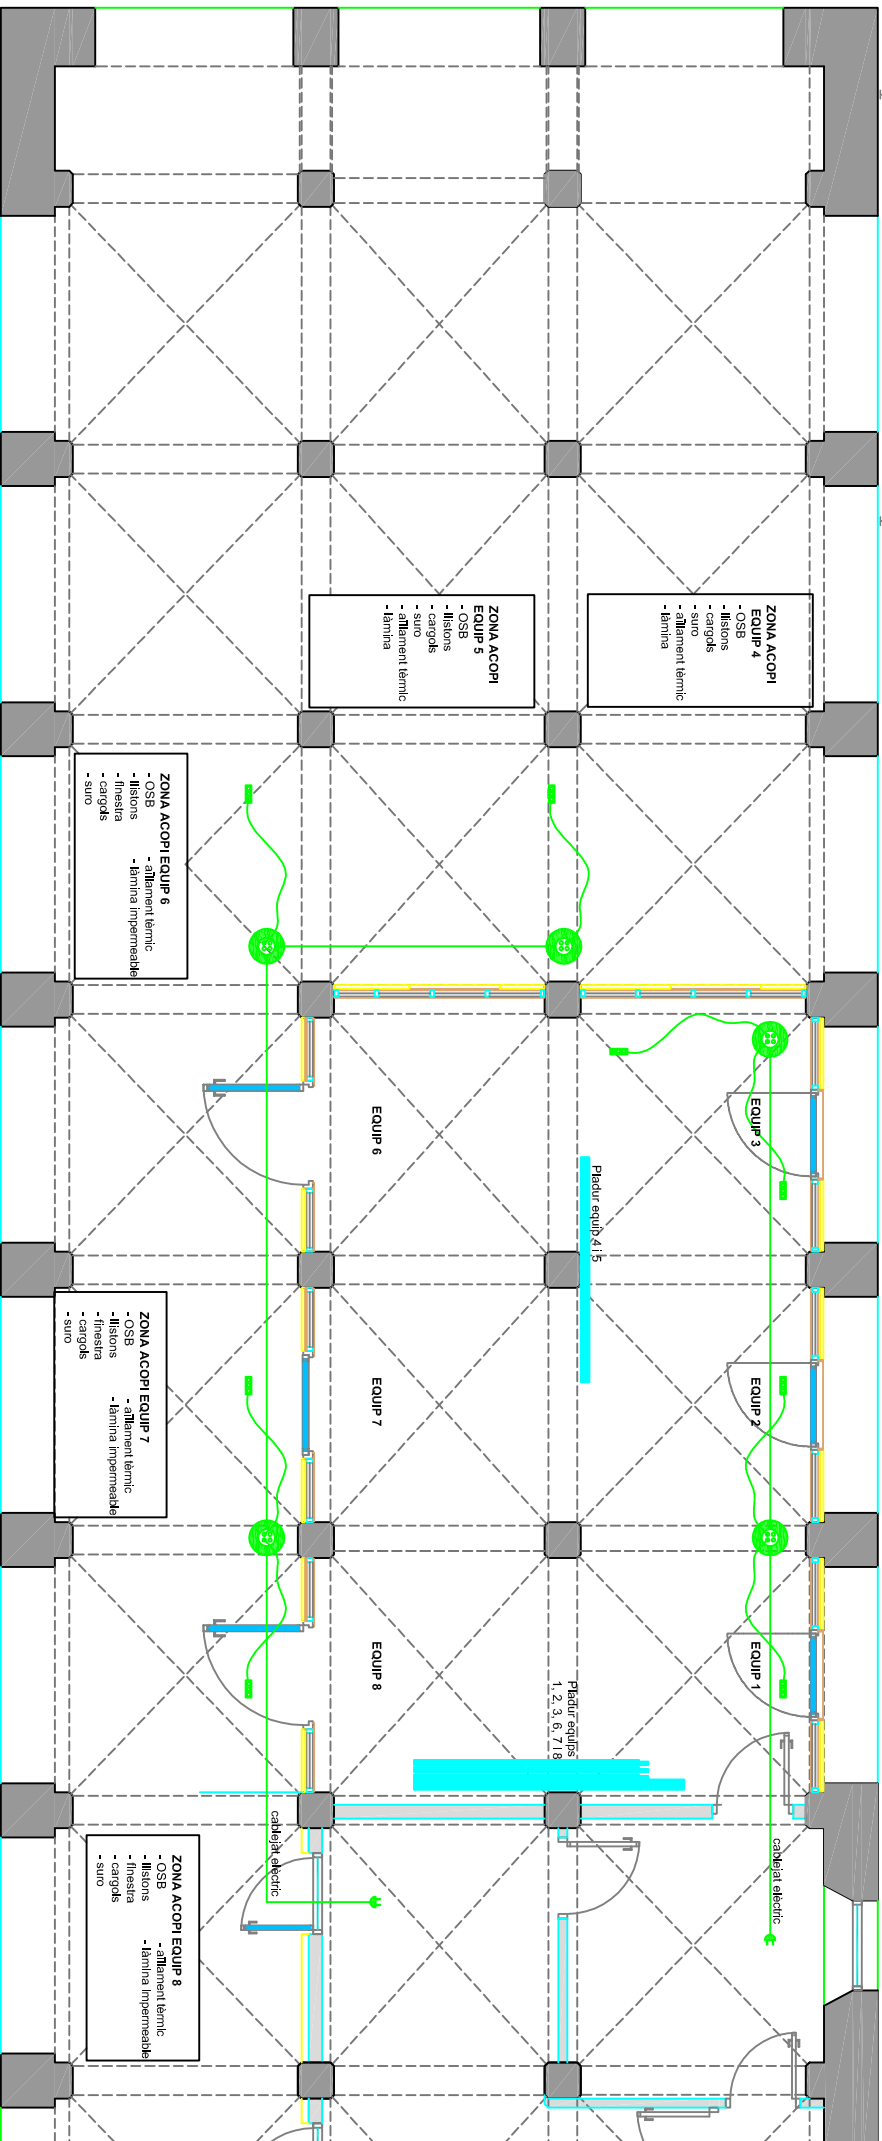 ZONA ACOPI
EQUIP 4
- OSB
- llistons
- cargols
- suro
- aïllament tèrmic
- làmina
ZONA ACOPI
EQUIP 5
- OSB
- llistons
- cargols
- suro
- aïllament tèrmic
- làmina
ZONA ACOPI EQUIP 6
- OSB
- llistons
- finestra
- cargols
- suro
- aïllament tèrmic
- làmina impermeable
EQUIP 3
Pladur equip 4 i 5
EQUIP 6
EQUIP 2
EQUIP 7
ZONA ACOPI EQUIP 7
- OSB
- llistons
- finestra
- cargols
- suro
- aïllament tèrmic
- làmina impermeable
EQUIP 1
Pladur equips
1, 2, 3, 6, 7 i 8
EQUIP 8
cablejat elèctric
cablejat elèctric
ZONA ACOPI EQUIP 8
- OSB
- llistons
- finestra
- cargols
- suro
- aïllament tèrmic
- làmina impermeable